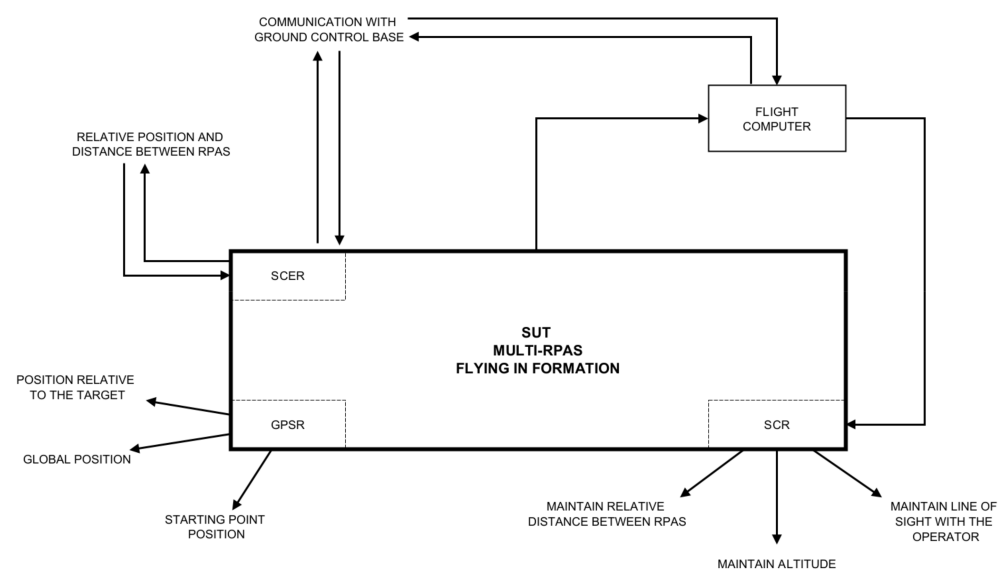 COMMUNICATION WITH
GROUND CONTROL BASE
FLIGHT
COMPUTER
RELATIVE POSITION AND
DISTANCE BETWEEN RPAS
SCER
SUT
MULTI-RPAS
FLYING IN FORMATION
POSITION RELATIVE
TO THE TARGET
GPSR
SCR
GLOBAL POSITION
STARTING POINT
POSITION
MAINTAIN RELATIVE
DISTANCE BETWEEN RPAS
MAINTAIN LINE OF
SIGHT WITH THE
OPERATOR
MAINTAIN ALTITUDE